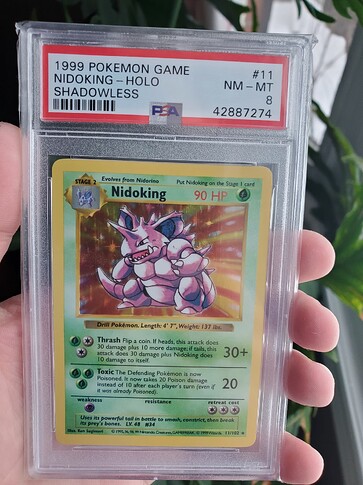 1999 POKEMON GAME #11
NIDOKING - HOLO NM - MT
SHADOWLESS 8
PSA 42887274
STAGE 2 Evolves from Nidorino Put Nidoking on the Stage 1 card
Nidoking 90 HP
Drill Pokémon. Length: 4' 7", Weight: 137 lbs.
Thrash Flip a coin. If heads, this attack does
30 damage plus 10 more damage; if tails, this
attack does 30 damage plus Nidoking does
10 damage to itself.
30+
Toxic The Defending Pokémon is now
Poisoned. It now takes 20 Poison damage
instead of 10 after each player's turn (even if
it was already Poisoned).
20
weakness resistance retreat cost
Uses its powerful tail in battle to smash, constrict, then break
its prey's bones. LV. 48 #34
Illus. Ken Sugimori 11/102